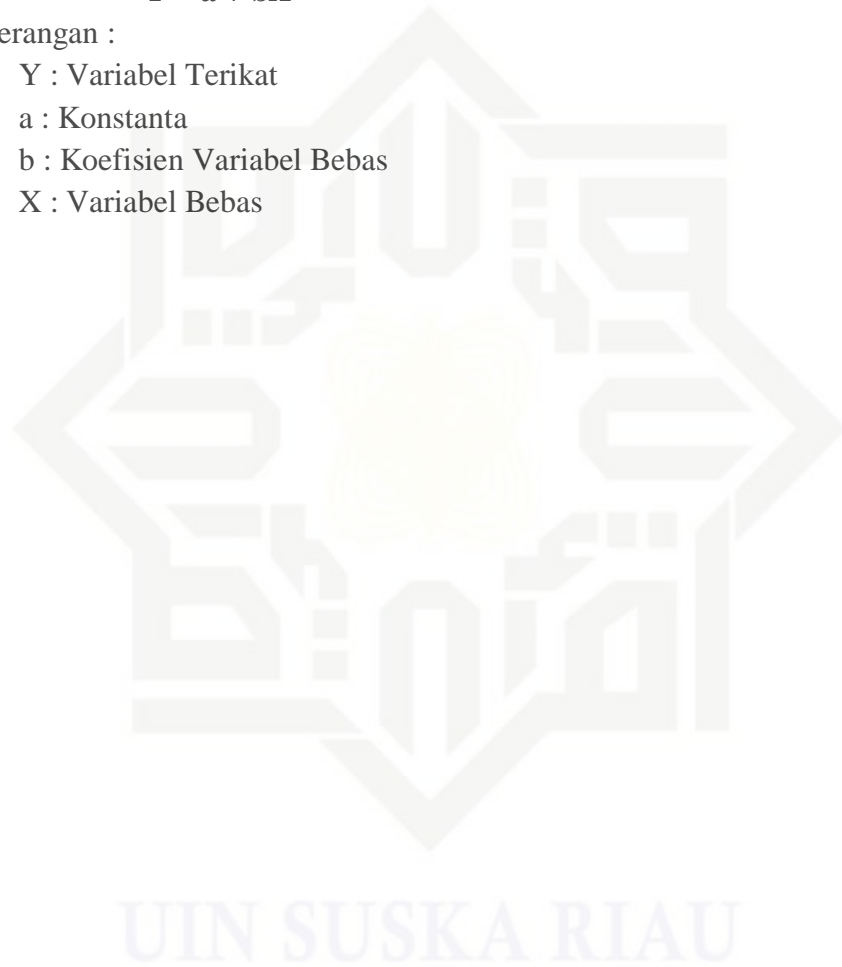 erangan :
Y : Variabel Terikat
a : Konstanta
b : Koefisien Variabel Bebas
X : Variabel Bebas
UIN SUSKA RIAU